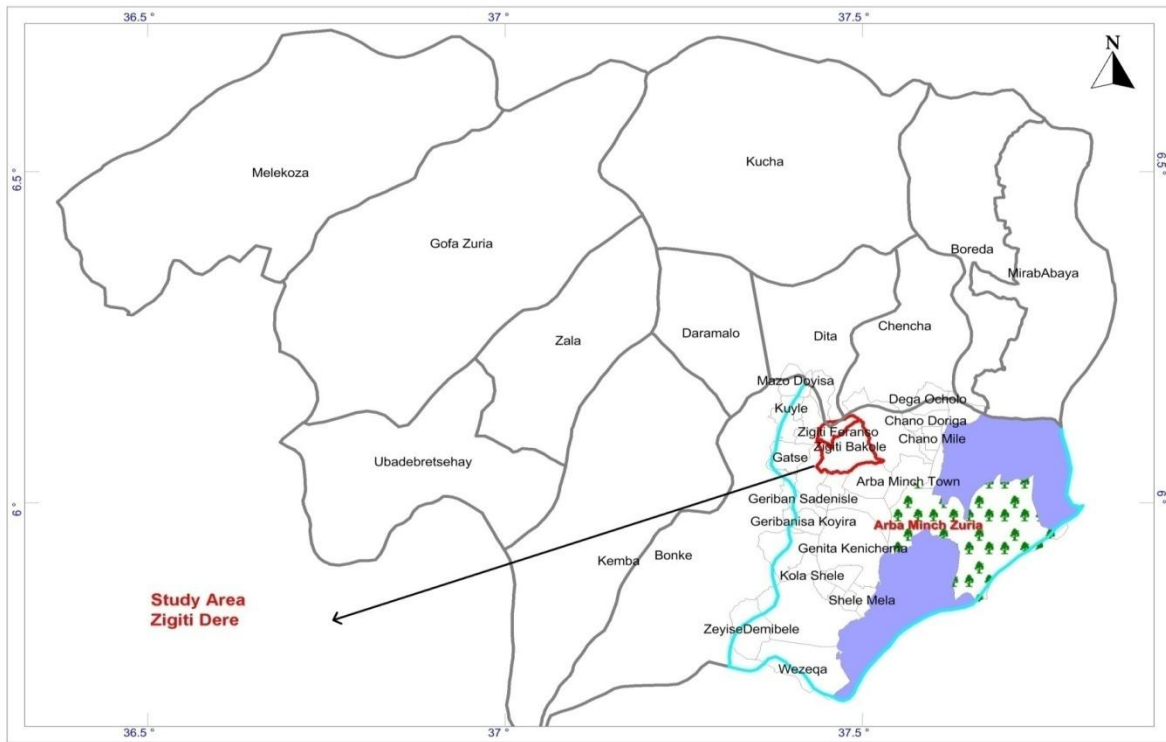 36.5 °
37 °
37.5 °
N
6.5 °
6.5 °
Melekoza
Kucha
Gofa Zuria
Boreda
MirabAbaya
Zala
Daramalo
Dita
Chencha
Mazo Doyisa
Dega Ocholo
Kuyle
Chano Doriga
Zigiti Feranso
Chano Mile
Zigiti Bakole
Gatse
Ubadebretsehay
Arba Minch Town
6 °
6 °
Geriban Sadenisle
Geribanisa Koyira
Arba Minch Zuria
Genita Kenichema
Kemba
Bonke
Kola Shele
Study Area
Zigiti Dere
Shele Mela
ZeyiseDemibele
Wezeqa
36.5 °
37 °
37.5 °